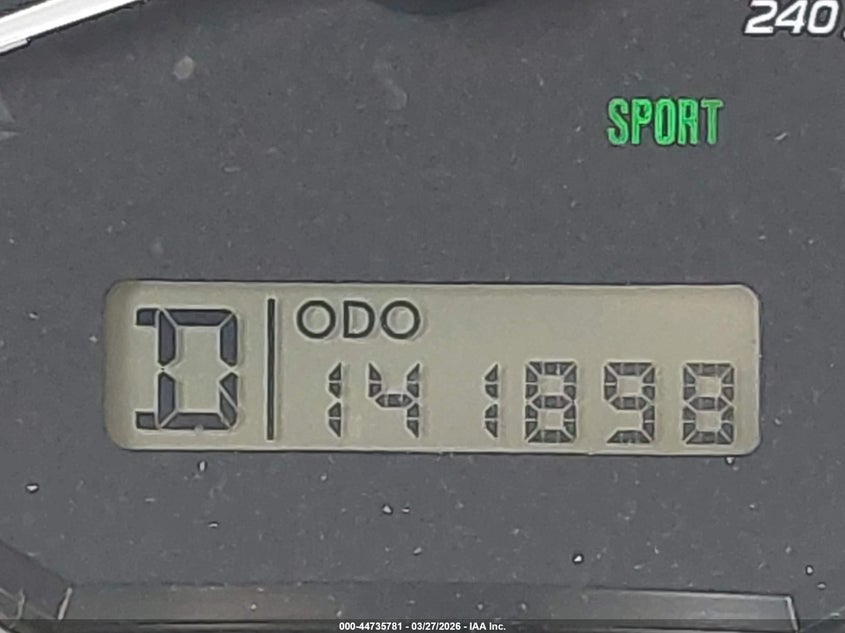 240
SPORT
D ODO
141898
000-44735781 - 03/27/2026 - IAA Inc.